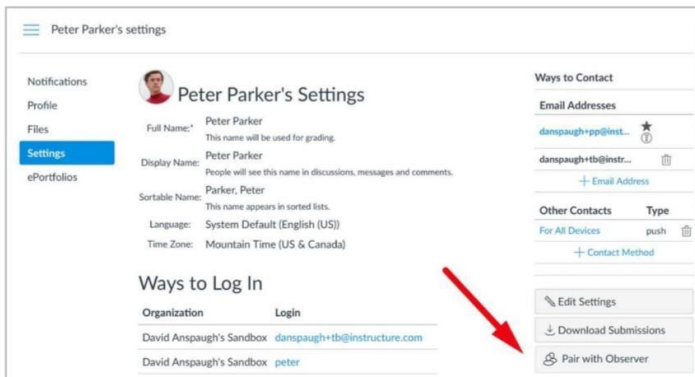 Peter Parker's settings
Notifications
Profile
Files
Settings
ePortfolios
Peter Parker's Settings
Full Name:* Peter Parker
This name will be used for grading.
Display Name: Peter Parker
People will see this name in discussions, messages and comments.
Sortable Name: Parker, Peter
This name appears in sorted lists.
Language: System Default (English (US))
Time Zone: Mountain Time (US & Canada)
Ways to Log In
Organization Login
David Anspaugh's Sandbox danspaugh+tb@instructure.com
David Anspaugh's Sandbox peter
Ways to Contact
Email Addresses
danspaugh+pp@inst...
danspaugh+tb@instr...
+ Email Address
Other Contacts Type
For All Devices push
+ Contact Method
Edit Settings
Download Submissions
Pair with Observer